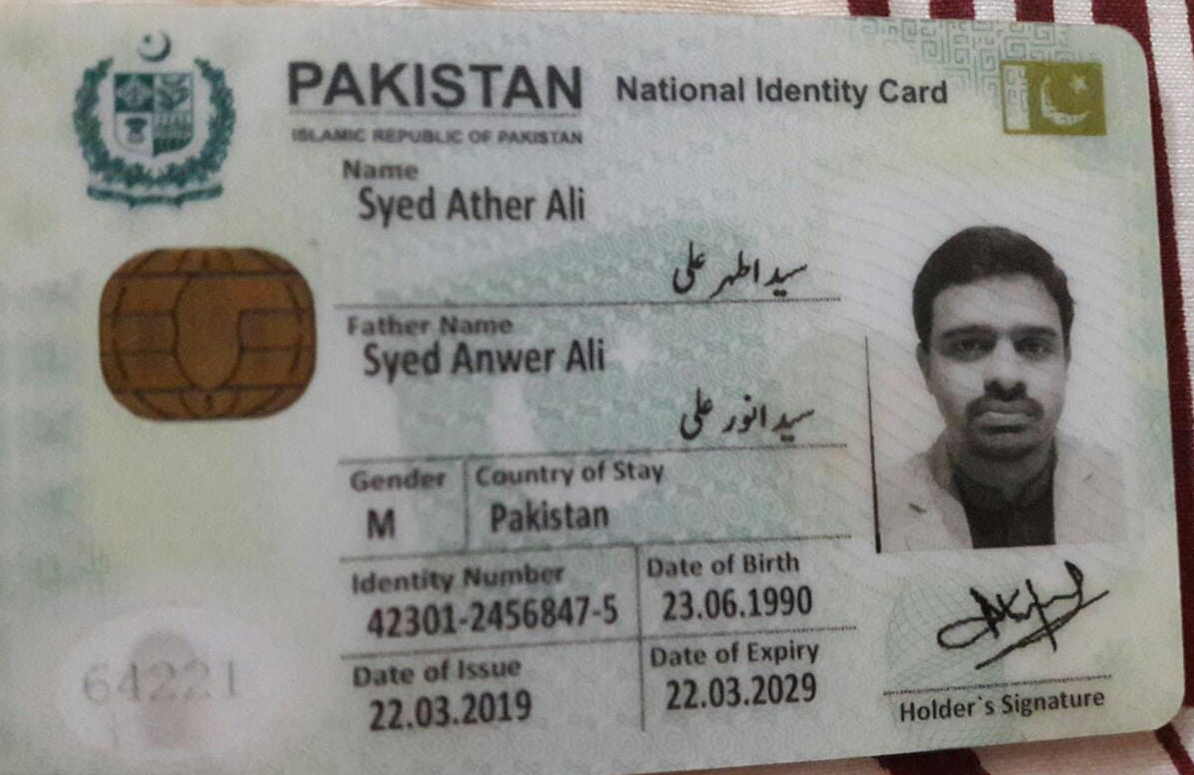 PAKISTAN National Identity Card
ISLAMIC REPUBLIC OF PAKISTAN
Name
Syed Ather Ali
سید اطہر علی
Father Name
Syed Anwer Ali
سید انور علی
Gender Country of Stay
M Pakistan
Identity Number Date of Birth
42301-2456847-5 23.06.1990
Date of Issue Date of Expiry
22.03.2019 22.03.2029
64221
Holder`s Signature